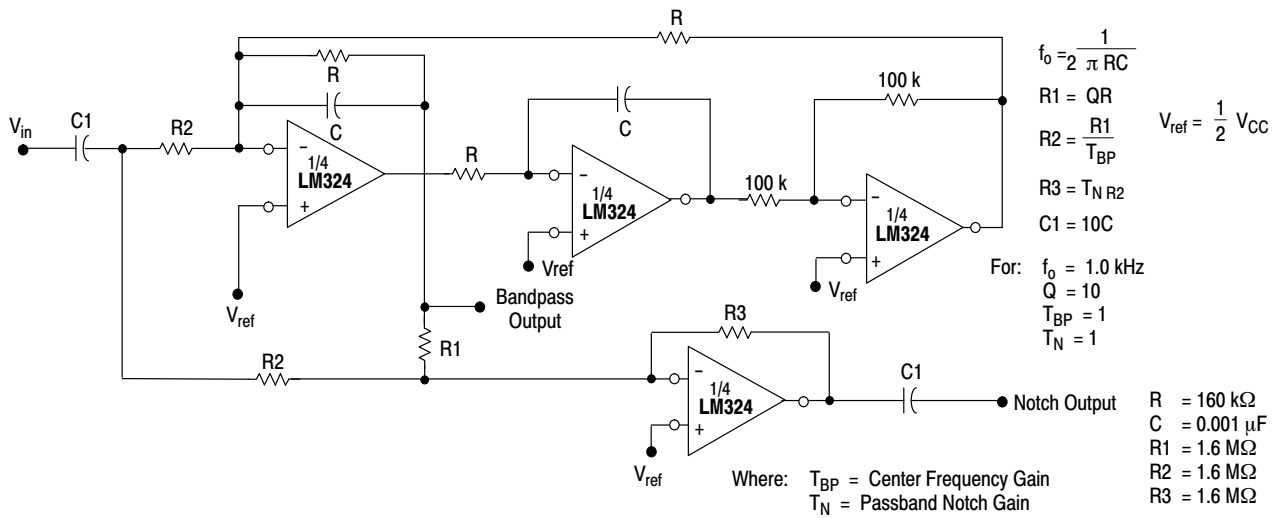 R
R
C
C1
V_in
R2
1/4
LM324
−
+
V_ref
R
C
1/4
LM324
−
+
Vref
100 k
100 k
1/4
LM324
−
+
V_ref
Bandpass
Output
R1
R2
R3
1/4
LM324
−
+
V_ref
C1
Notch Output
f_o = 1 / 2 π RC
R1 = QR
R2 = R1 / T_BP
R3 = T_N R2
C1 = 10C
V_ref = 1/2 V_CC
For: f_o = 1.0 kHz
Q = 10
T_BP = 1
T_N = 1
R = 160 kΩ
C = 0.001 μF
R1 = 1.6 MΩ
R2 = 1.6 MΩ
R3 = 1.6 MΩ
Where: T_BP = Center Frequency Gain
T_N = Passband Notch Gain